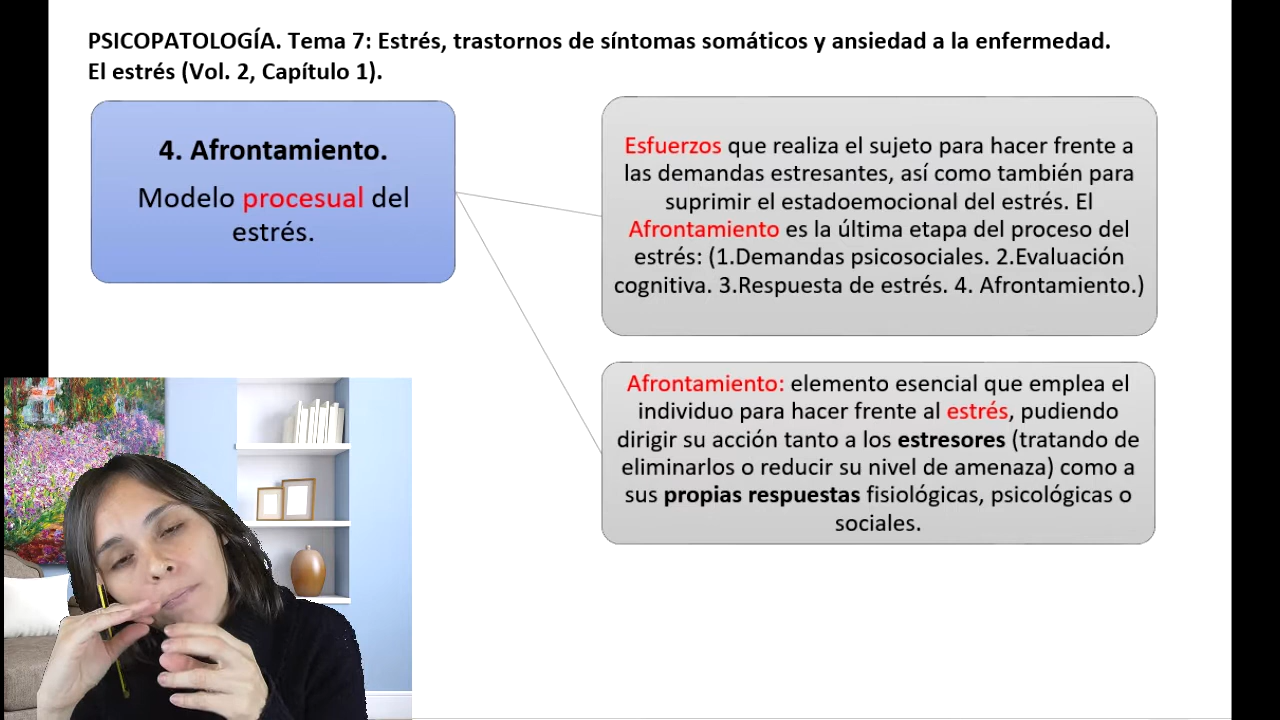 PSICOPATOLOGÍA. Tema 7: Estrés, trastornos de síntomas somáticos y ansiedad a la enfermedad.
El estrés (Vol. 2, Capítulo 1).
4. Afrontamiento.
Modelo procesual del
estrés.
Esfuerzos que realiza el sujeto para hacer frente a
las demandas estresantes, así como también para
suprimir el estadoemocional del estrés. El
Afrontamiento es la última etapa del proceso del
estrés: (1.Demandas psicosociales. 2.Evaluación
cognitiva. 3.Respuesta de estrés. 4. Afrontamiento.)
Afrontamiento: elemento esencial que emplea el
individuo para hacer frente al estrés, pudiendo
dirigir su acción tanto a los estresores (tratando de
eliminarlos o reducir su nivel de amenaza) como a
sus propias respuestas fisiológicas, psicológicas o
sociales.